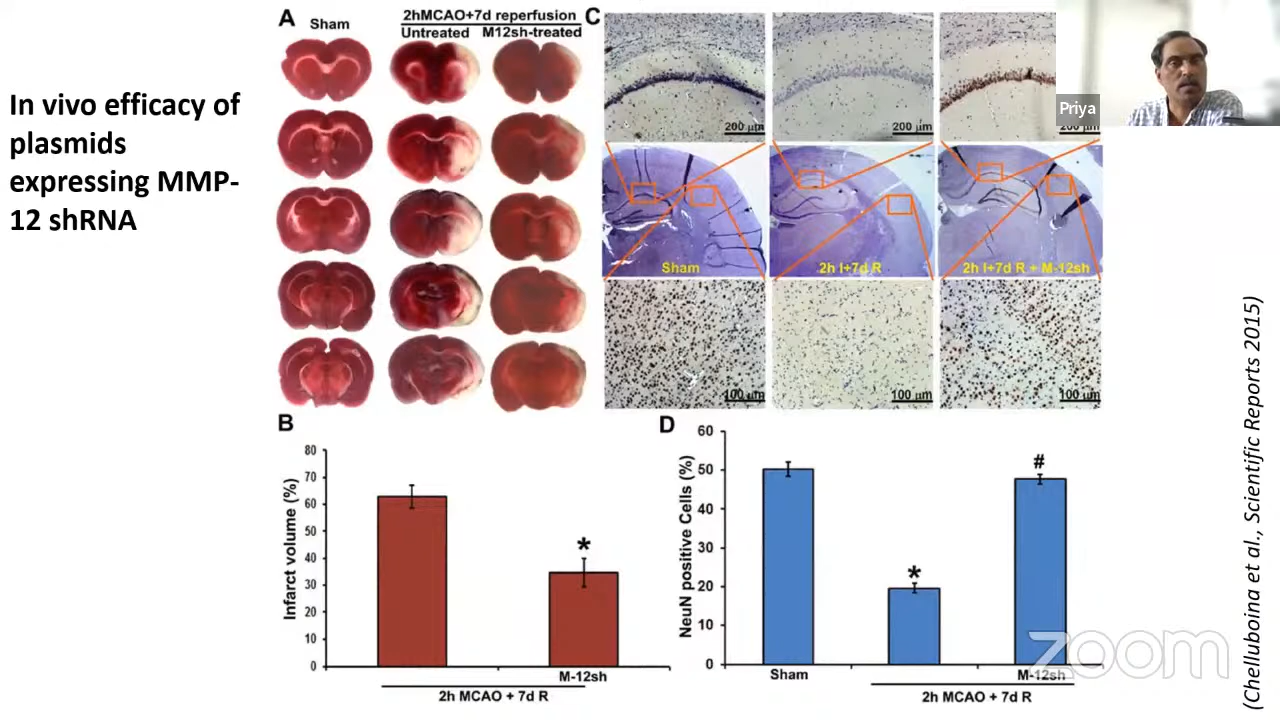 In vivo efficacy of
plasmids
expressing MMP-
12 shRNA
A
Sham
2hMCAO+7d reperfusion
Untreated M12sh-treated
C
200 µm
200 µm
200 µm
Priya
Sham
2h I+7d R
2h I+7d R + M-12sh
100 µm
100 µm
100 µm
B
Infarct volume (%)
80
70
60
50
40
30
20
10
0
*
M-12sh
2h MCAO + 7d R
D
NeuN positive Cells (%)
60
50
40
30
20
10
0
*
#
Sham
M-12sh
2h MCAO + 7d R
(Chelluboina et al., Scientific Reports 2015)
zoom